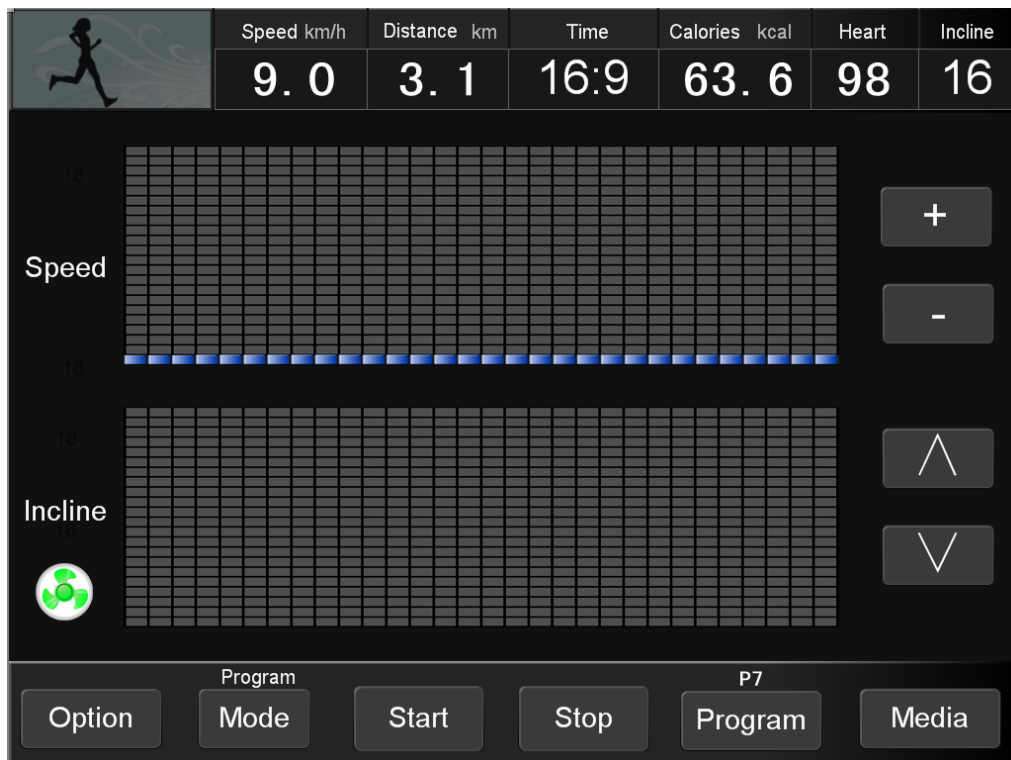 Speed km/h Distance km Time Calories kcal Heart Incline
9.0 3.1 16:9 63.6 98 16
16
+
Speed
-
16
16
Incline
16
Program P7
Option Mode Start Stop Program Media